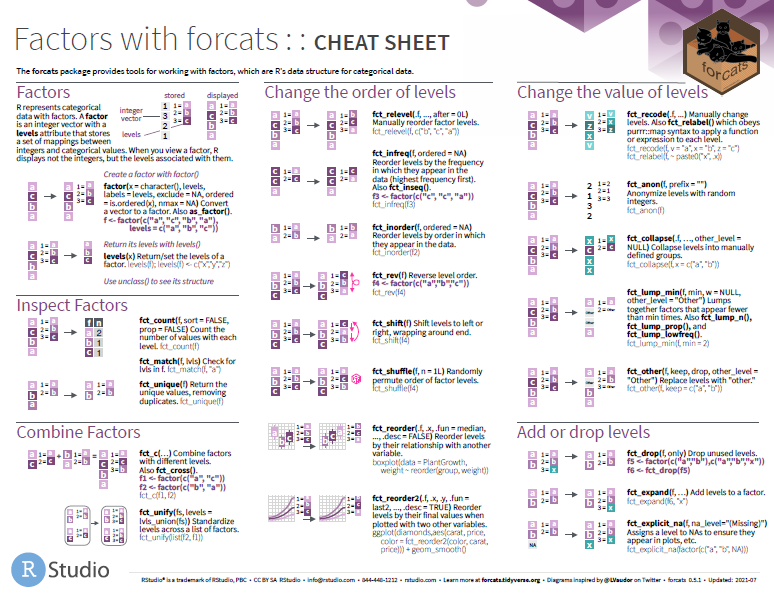 Factors with forcats : : CHEAT SHEET
forcats
The forcats package provides tools for working with factors, which are R's data structure for categorical data.
Factors
R represents categorical
data with factors. A factor
is an integer vector with a
levels attribute that stores
a set of mappings between
integers and categorical values. When you view a factor, R
displays not the integers, but the levels associated with them.
stored
displayed
integer
vector
levels
Create a factor with factor()
factor(x = character(), levels,
labels = levels, exclude = NA, ordered
= is.ordered(x), nmax = NA) Convert
a vector to a factor. Also as_factor().
f <- factor(c("a", "c", "b", "a"),
levels = c("a", "b", "c"))
Return its levels with levels()
levels(x) Return/set the levels of a
factor. levels(f); levels(f) <- c("x","y","z")
Use unclass() to see its structure
Inspect Factors
fct_count(f, sort = FALSE,
prop = FALSE) Count the
number of values with each
level. fct_count(f)
fct_match(f, lvls) Check for
lvls in f. fct_match(f, "a")
fct_unique(f) Return the
unique values, removing
duplicates. fct_unique(f)
Combine Factors
fct_c(…) Combine factors
with different levels.
Also fct_cross().
f1 <- factor(c("a", "c"))
f2 <- factor(c("b", "a"))
fct_c(f1, f2)
fct_unify(fs, levels =
lvls_union(fs)) Standardize
levels across a list of factors.
fct_unify(list(f2, f1))
Change the order of levels
fct_relevel(.f, ..., after = 0L)
Manually reorder factor levels.
fct_relevel(f, c("b", "c", "a"))
fct_infreq(f, ordered = NA)
Reorder levels by the frequency
in which they appear in the
data (highest frequency first).
Also fct_inseq().
f3 <- factor(c("c", "c", "a"))
fct_infreq(f3)
fct_inorder(f, ordered = NA)
Reorder levels by order in which
they appear in the data.
fct_inorder(f2)
fct_rev(f) Reverse level order.
f4 <- factor(c("a","b","c"))
fct_rev(f4)
fct_shift(f) Shift levels to left
or right, wrapping around end.
fct_shift(f4)
fct_shuffle(f, n = 1L) Randomly
permute order of factor levels.
fct_shuffle(f4)
fct_reorder(.f, .x, .fun = median,
..., .desc = FALSE) Reorder levels
by their relationship with another
variable.
boxplot(data = PlantGrowth,
weight ~ reorder(group, weight))
fct_reorder2(.f, .x, .y, .fun =
last2, ..., .desc = TRUE) Reorder
levels by their final values when
plotted with two other variables.
ggplot(diamonds,aes(carat, price,
color = fct_reorder2(color, carat,
price))) + geom_smooth()
Change the value of levels
fct_recode(.f, ...) Manually change
levels. Also fct_relabel() which obeys
purrr::map syntax to apply a function
or expression to each level.
fct_recode(f, v = "a", x = "b", z = "c")
fct_relabel(f, ~ paste0("x", .x))
fct_anon(f, prefix = "")
Anonymize levels with random
integers.
fct_anon(f)
fct_collapse(.f, …, other_level =
NULL) Collapse levels into manually
defined groups.
fct_collapse(f, x = c("a", "b"))
fct_lump_min(f, min, w = NULL,
other_level = "Other") Lumps
together factors that appear fewer
than min times. Also fct_lump_n(),
fct_lump_prop(), and
fct_lump_lowfreq().
fct_lump_min(f, min = 2)
fct_other(f, keep, drop, other_level =
"Other") Replace levels with "other."
fct_other(f, keep = c("a", "b"))
Add or drop levels
fct_drop(f, only) Drop unused levels.
f5 <- factor(c("a","b"),c("a","b","x"))
f6 <- fct_drop(f5)
fct_expand(f, …) Add levels to a factor.
fct_expand(f6, "x")
fct_explicit_na(f, na_level="(Missing)")
Assigns a level to NAs to ensure they
appear in plots, etc.
fct_explicit_na(factor(c("a", "b", NA)))
R Studio
RStudio® is a trademark of RStudio, PBC • CC BY SA RStudio • info@rstudio.com • 844-448-1212 • rstudio.com • Learn more at forcats.tidyverse.org • Diagrams inspired by @LVaudor on Twitter • forcats 0.5.1 • Updated: 2021-07